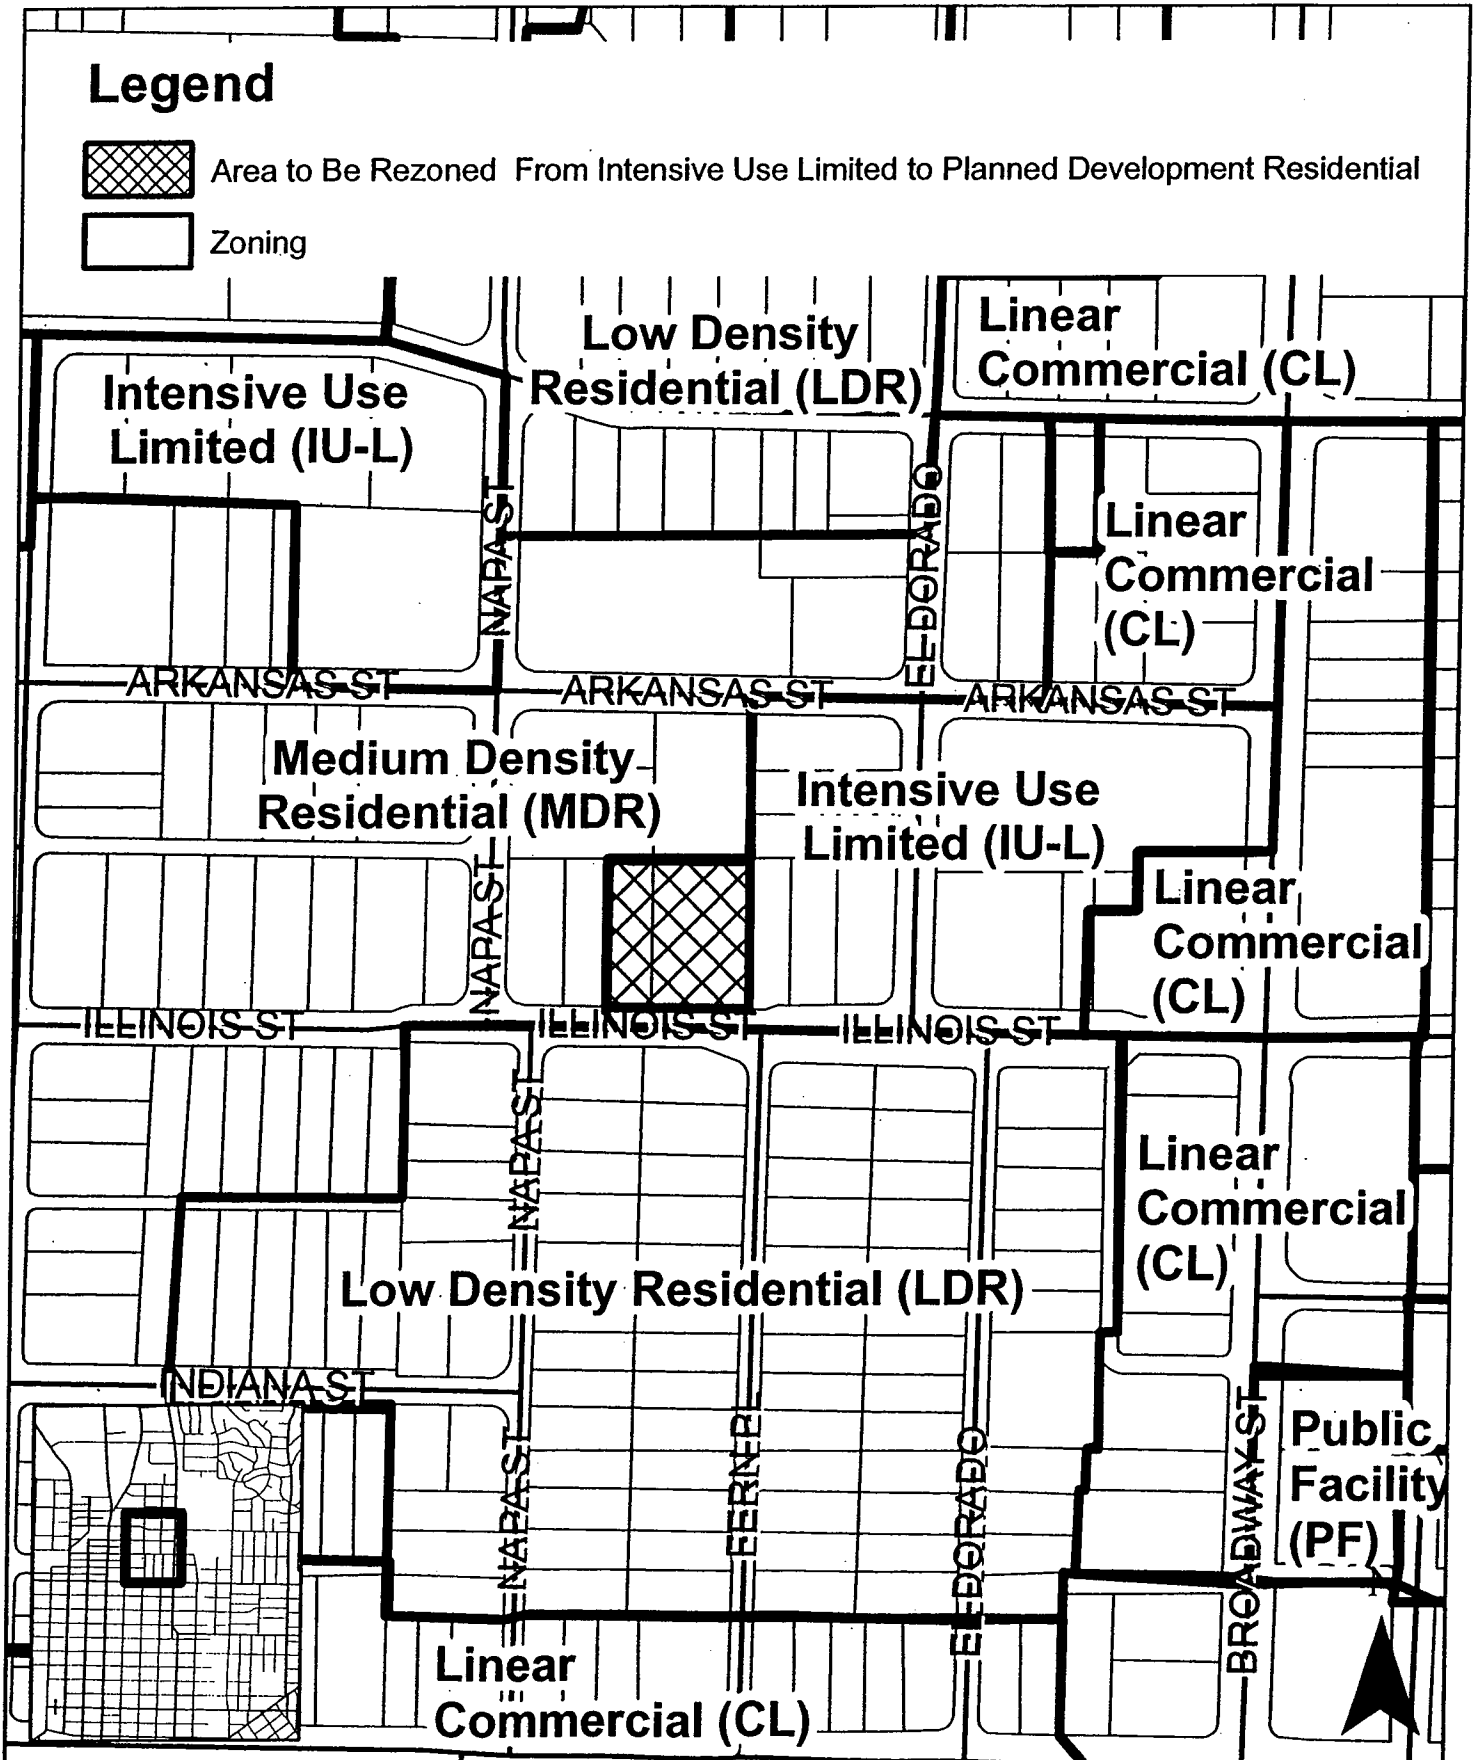 Legend
Area to Be Rezoned From Intensive Use Limited to Planned Development Residential
Zoning
Low Density
Residential (LDR)
Linear
Commercial (CL)
Intensive Use
Limited (IU-L)
NAPA ST
EL DORADO
Linear
Commercial
(CL)
ARKANSAS ST
ARKANSAS ST
ARKANSAS ST
Medium Density
Residential (MDR)
Intensive Use
Limited (IU-L)
NAPA ST
Linear
Commercial
(CL)
ILLINOIS ST
ILLINOIS ST
ILLINOIS ST
NAPA ST
Linear
Commercial
(CL)
Low Density Residential (LDR)
INDIANA ST
NAPA ST
EL DORADO
BROADWAY ST
Public
Facility
(PF)
Linear
Commercial (CL)